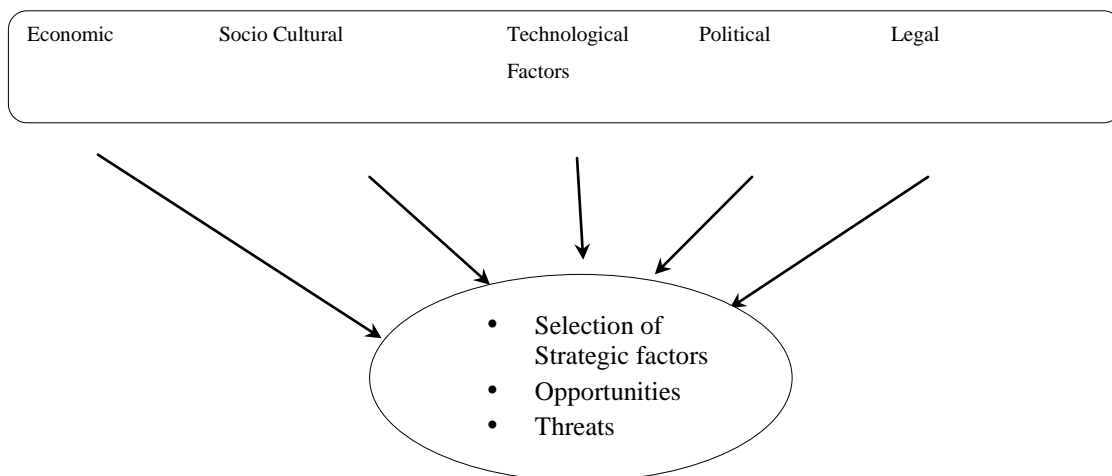 Economic Socio Cultural Technological Political Legal
Factors
• Selection of
Strategic factors
• Opportunities
• Threats